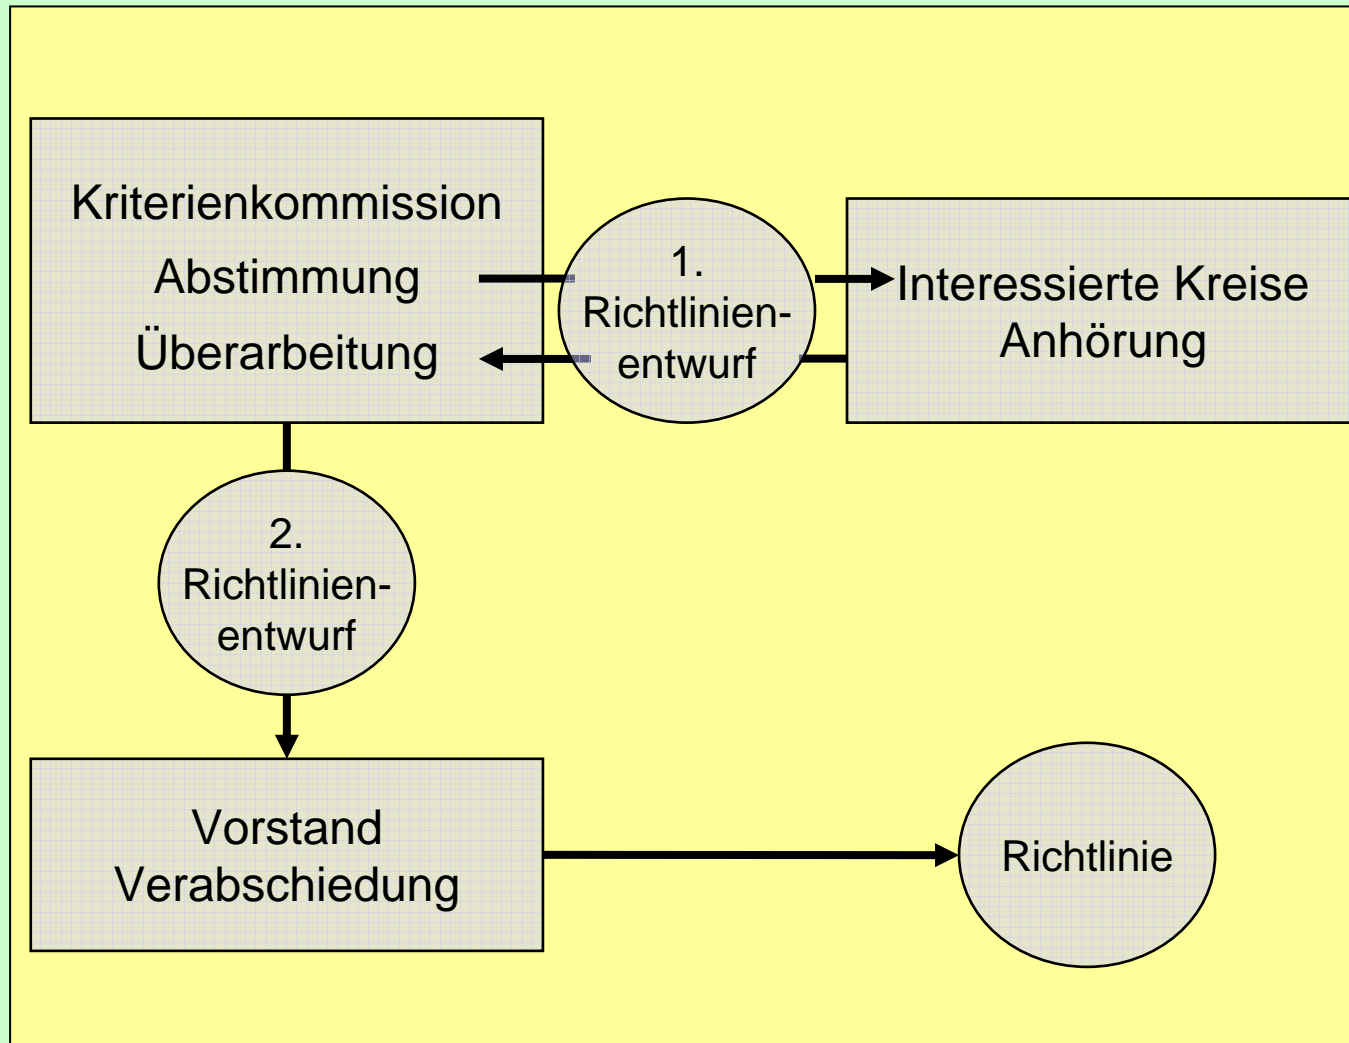 Kriterienkommission
Abstimmung
Überarbeitung
1.
Richtlinien-
entwurf
Interessierte Kreise
Anhörung
2.
Richtlinien-
entwurf
Vorstand
Verabschiedung
Richtlinie